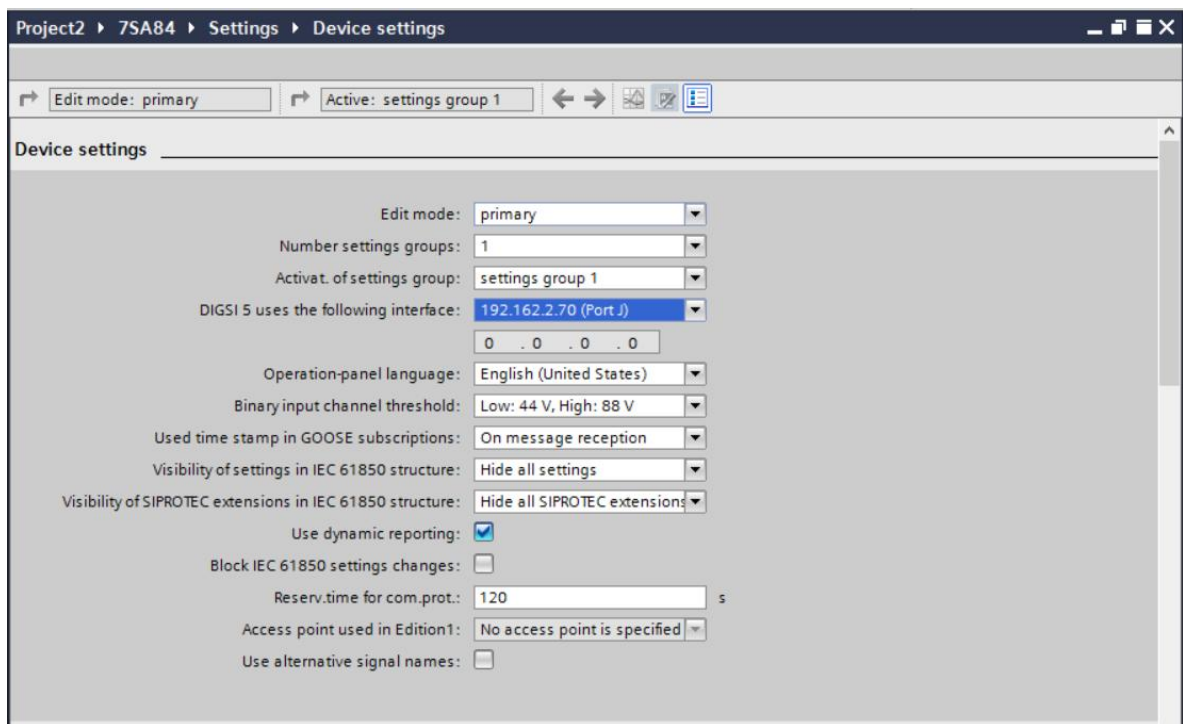 Project2 ▸ 7SA84 ▸ Settings ▸ Device settings
Edit mode: primary Active: settings group 1
Device settings
Edit mode: primary
Number settings groups: 1
Activat. of settings group: settings group 1
DIGSI 5 uses the following interface: 192.162.2.70 (Port J)
0 . 0 . 0 . 0
Operation-panel language: English (United States)
Binary input channel threshold: Low: 44 V, High: 88 V
Used time stamp in GOOSE subscriptions: On message reception
Visibility of settings in IEC 61850 structure: Hide all settings
Visibility of SIPROTEC extensions in IEC 61850 structure: Hide all SIPROTEC extensions
Use dynamic reporting:
Block IEC 61850 settings changes:
Reserv.time for com.prot.: 120 s
Access point used in Edition1: No access point is specified
Use alternative signal names: